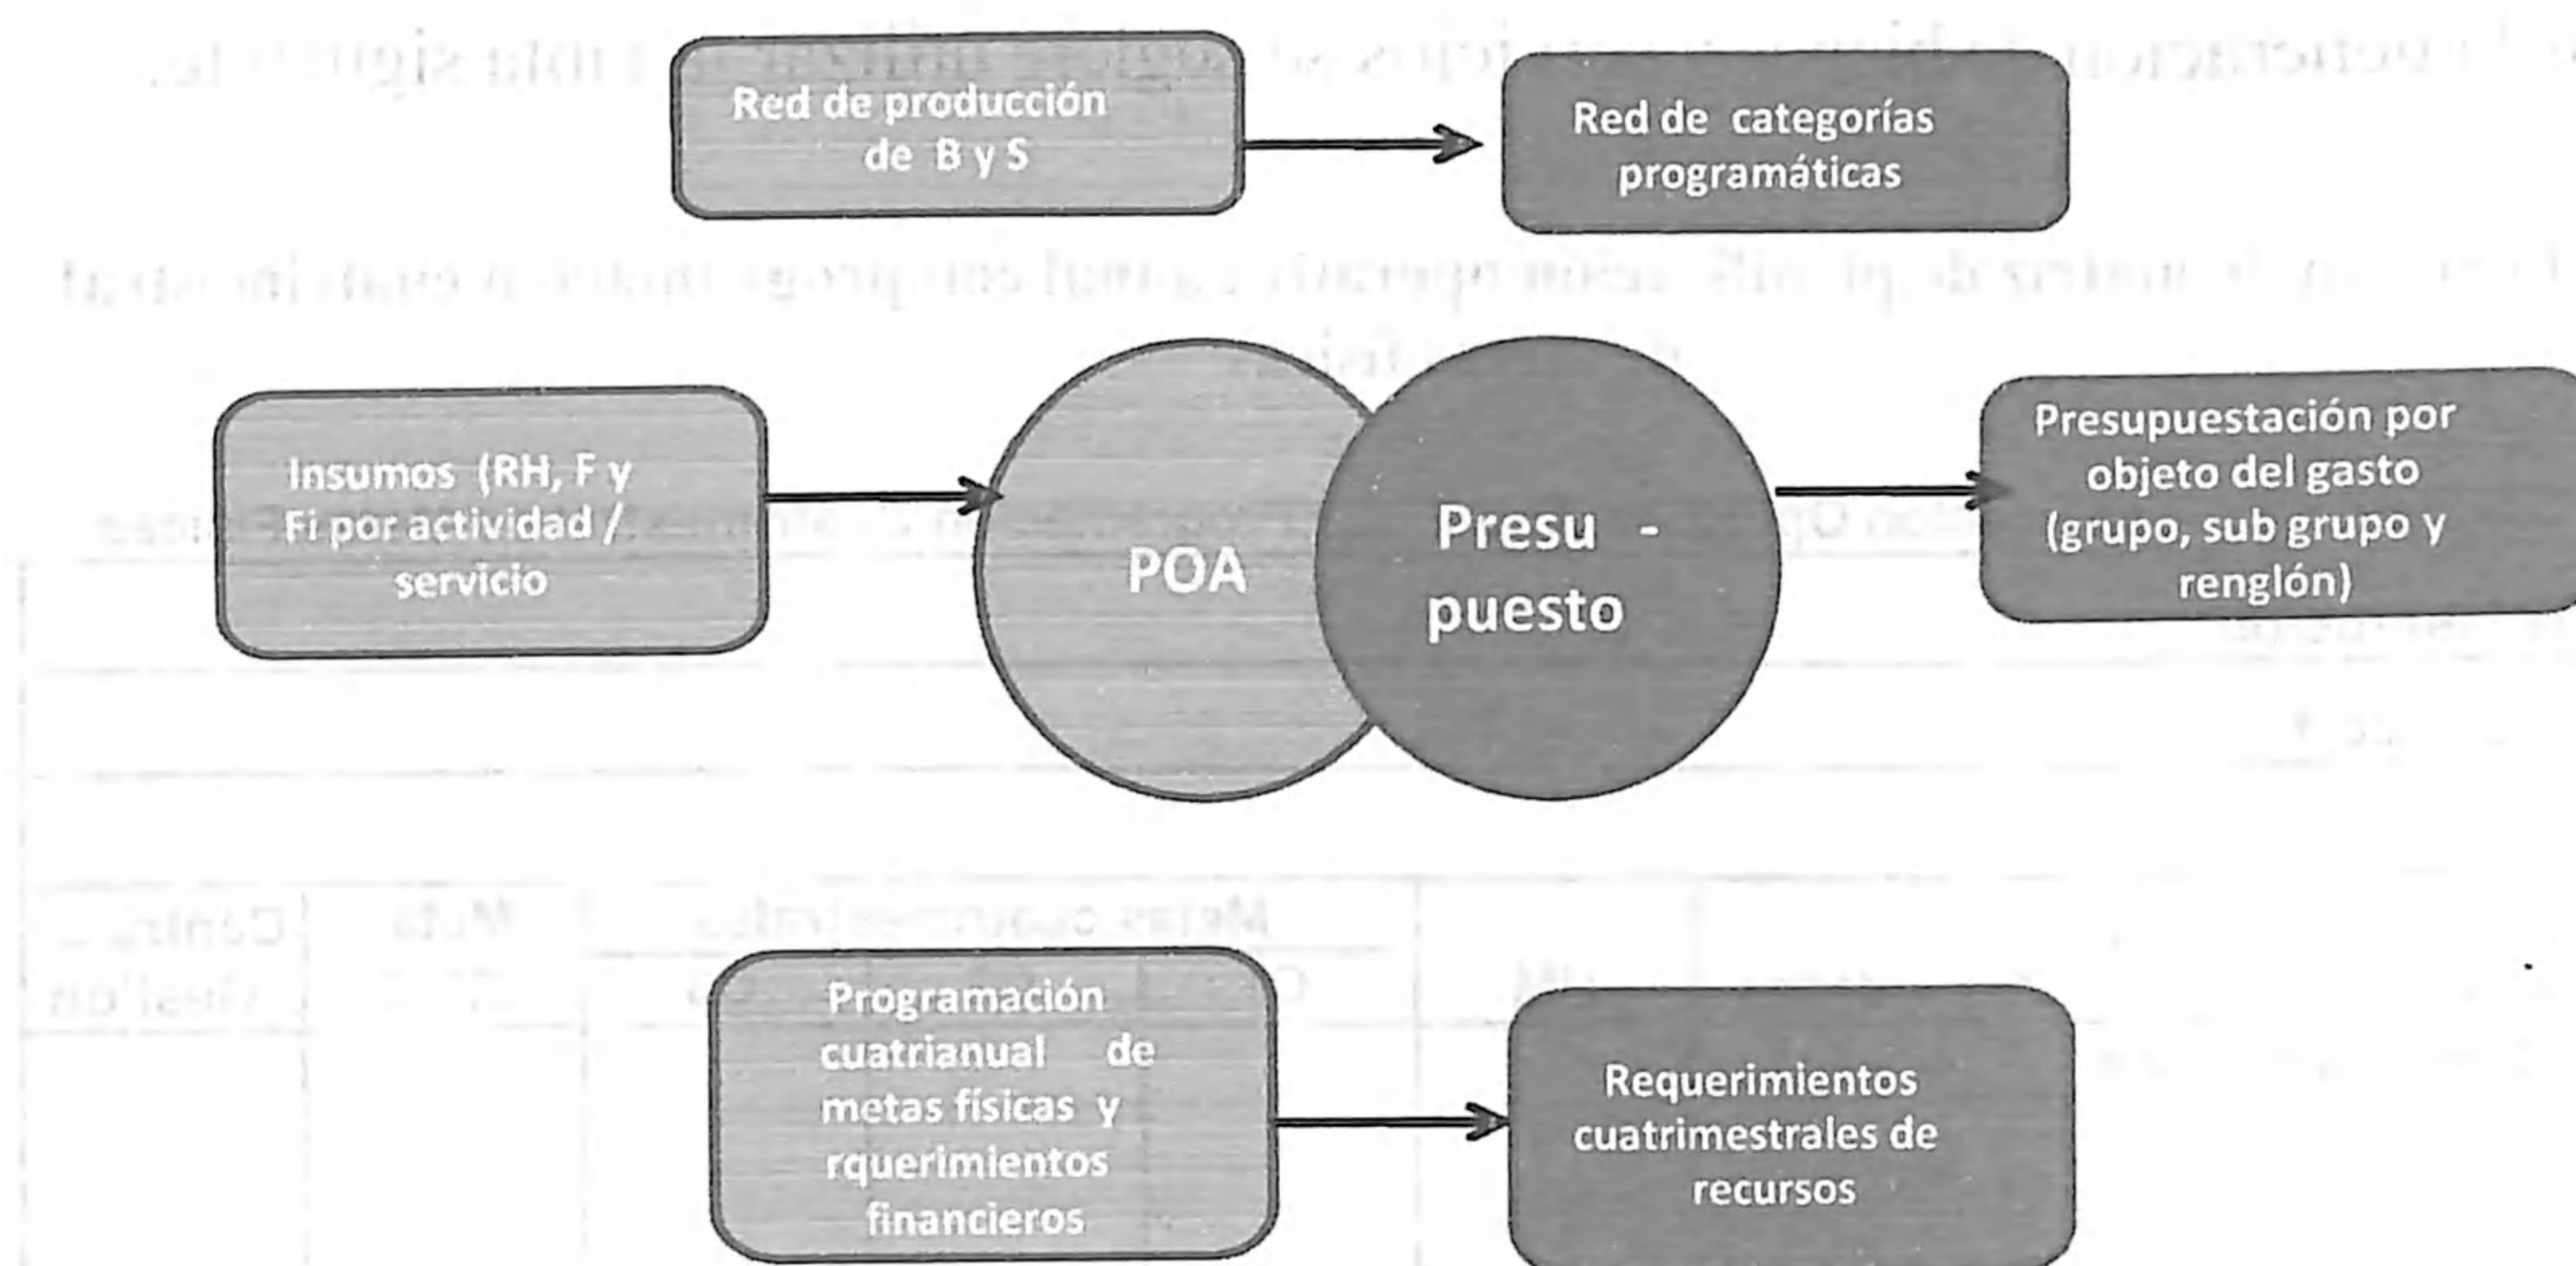 Red de producción
de B y S
Red de categorías
programáticas
Insumos (RH, F y
Fi por actividad /
servicio
POA
Presu -
puesto
Presupuestación por
objeto del gasto
(grupo, sub grupo y
renglón)
Programación
cuatrianual de
metas físicas y
rquerimientos
financieros
Requerimientos
cuatrimestrales de
recursos